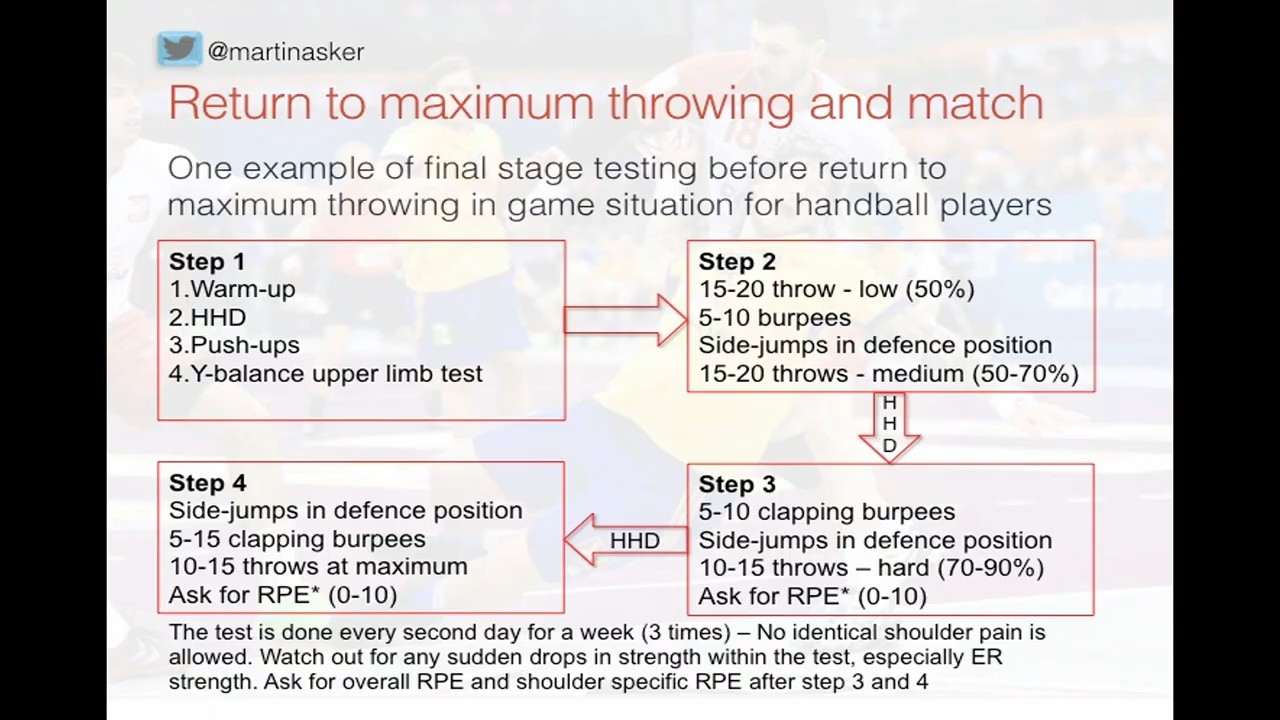 @martinasker
Return to maximum throwing and match
One example of final stage testing before return to
maximum throwing in game situation for handball players
Step 1
1.Warm-up
2.HHD
3.Push-ups
4.Y-balance upper limb test
Step 2
15-20 throw - low (50%)
5-10 burpees
Side-jumps in defence position
15-20 throws - medium (50-70%)
H
H
D
Step 3
5-10 clapping burpees
Side-jumps in defence position
10-15 throws – hard (70-90%)
Ask for RPE* (0-10)
HHD
Step 4
Side-jumps in defence position
5-15 clapping burpees
10-15 throws at maximum
Ask for RPE* (0-10)
The test is done every second day for a week (3 times) – No identical shoulder pain is
allowed. Watch out for any sudden drops in strength within the test, especially ER
strength. Ask for overall RPE and shoulder specific RPE after step 3 and 4